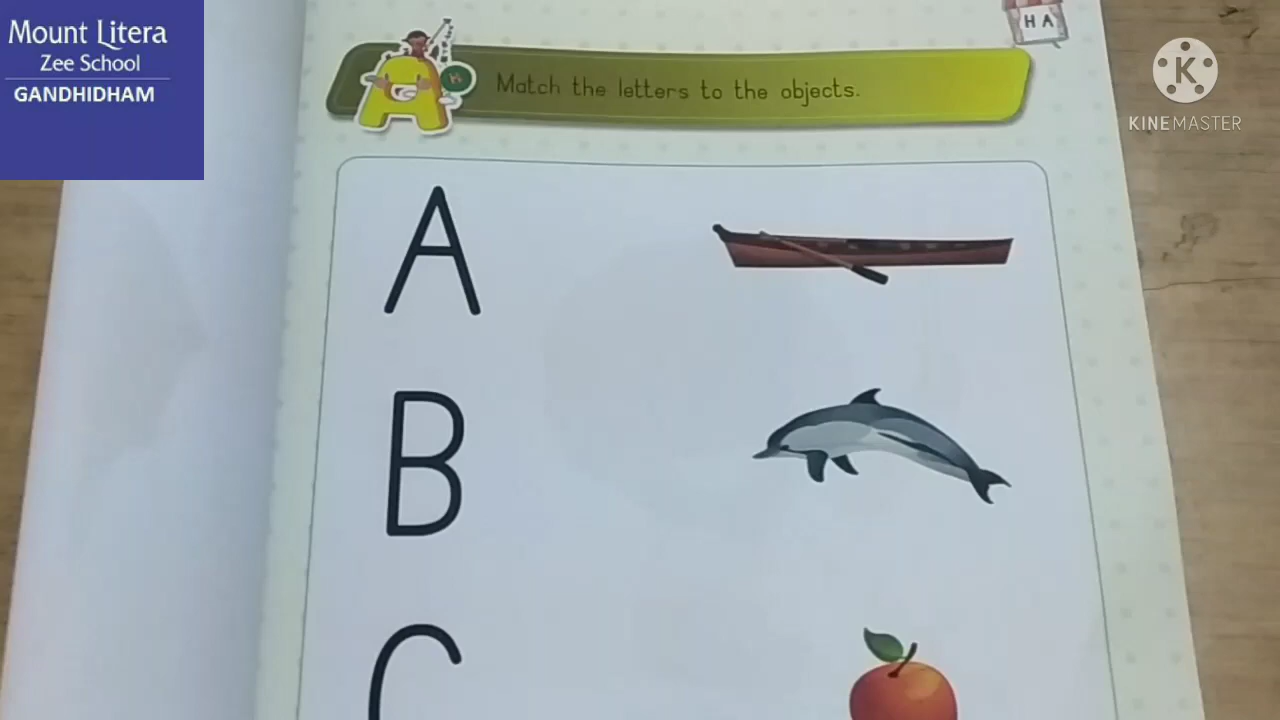 Mount Litera
Zee School
GANDHIDHAM
H A
Match the letters to the objects.
K
KINEMASTER
A
B
C